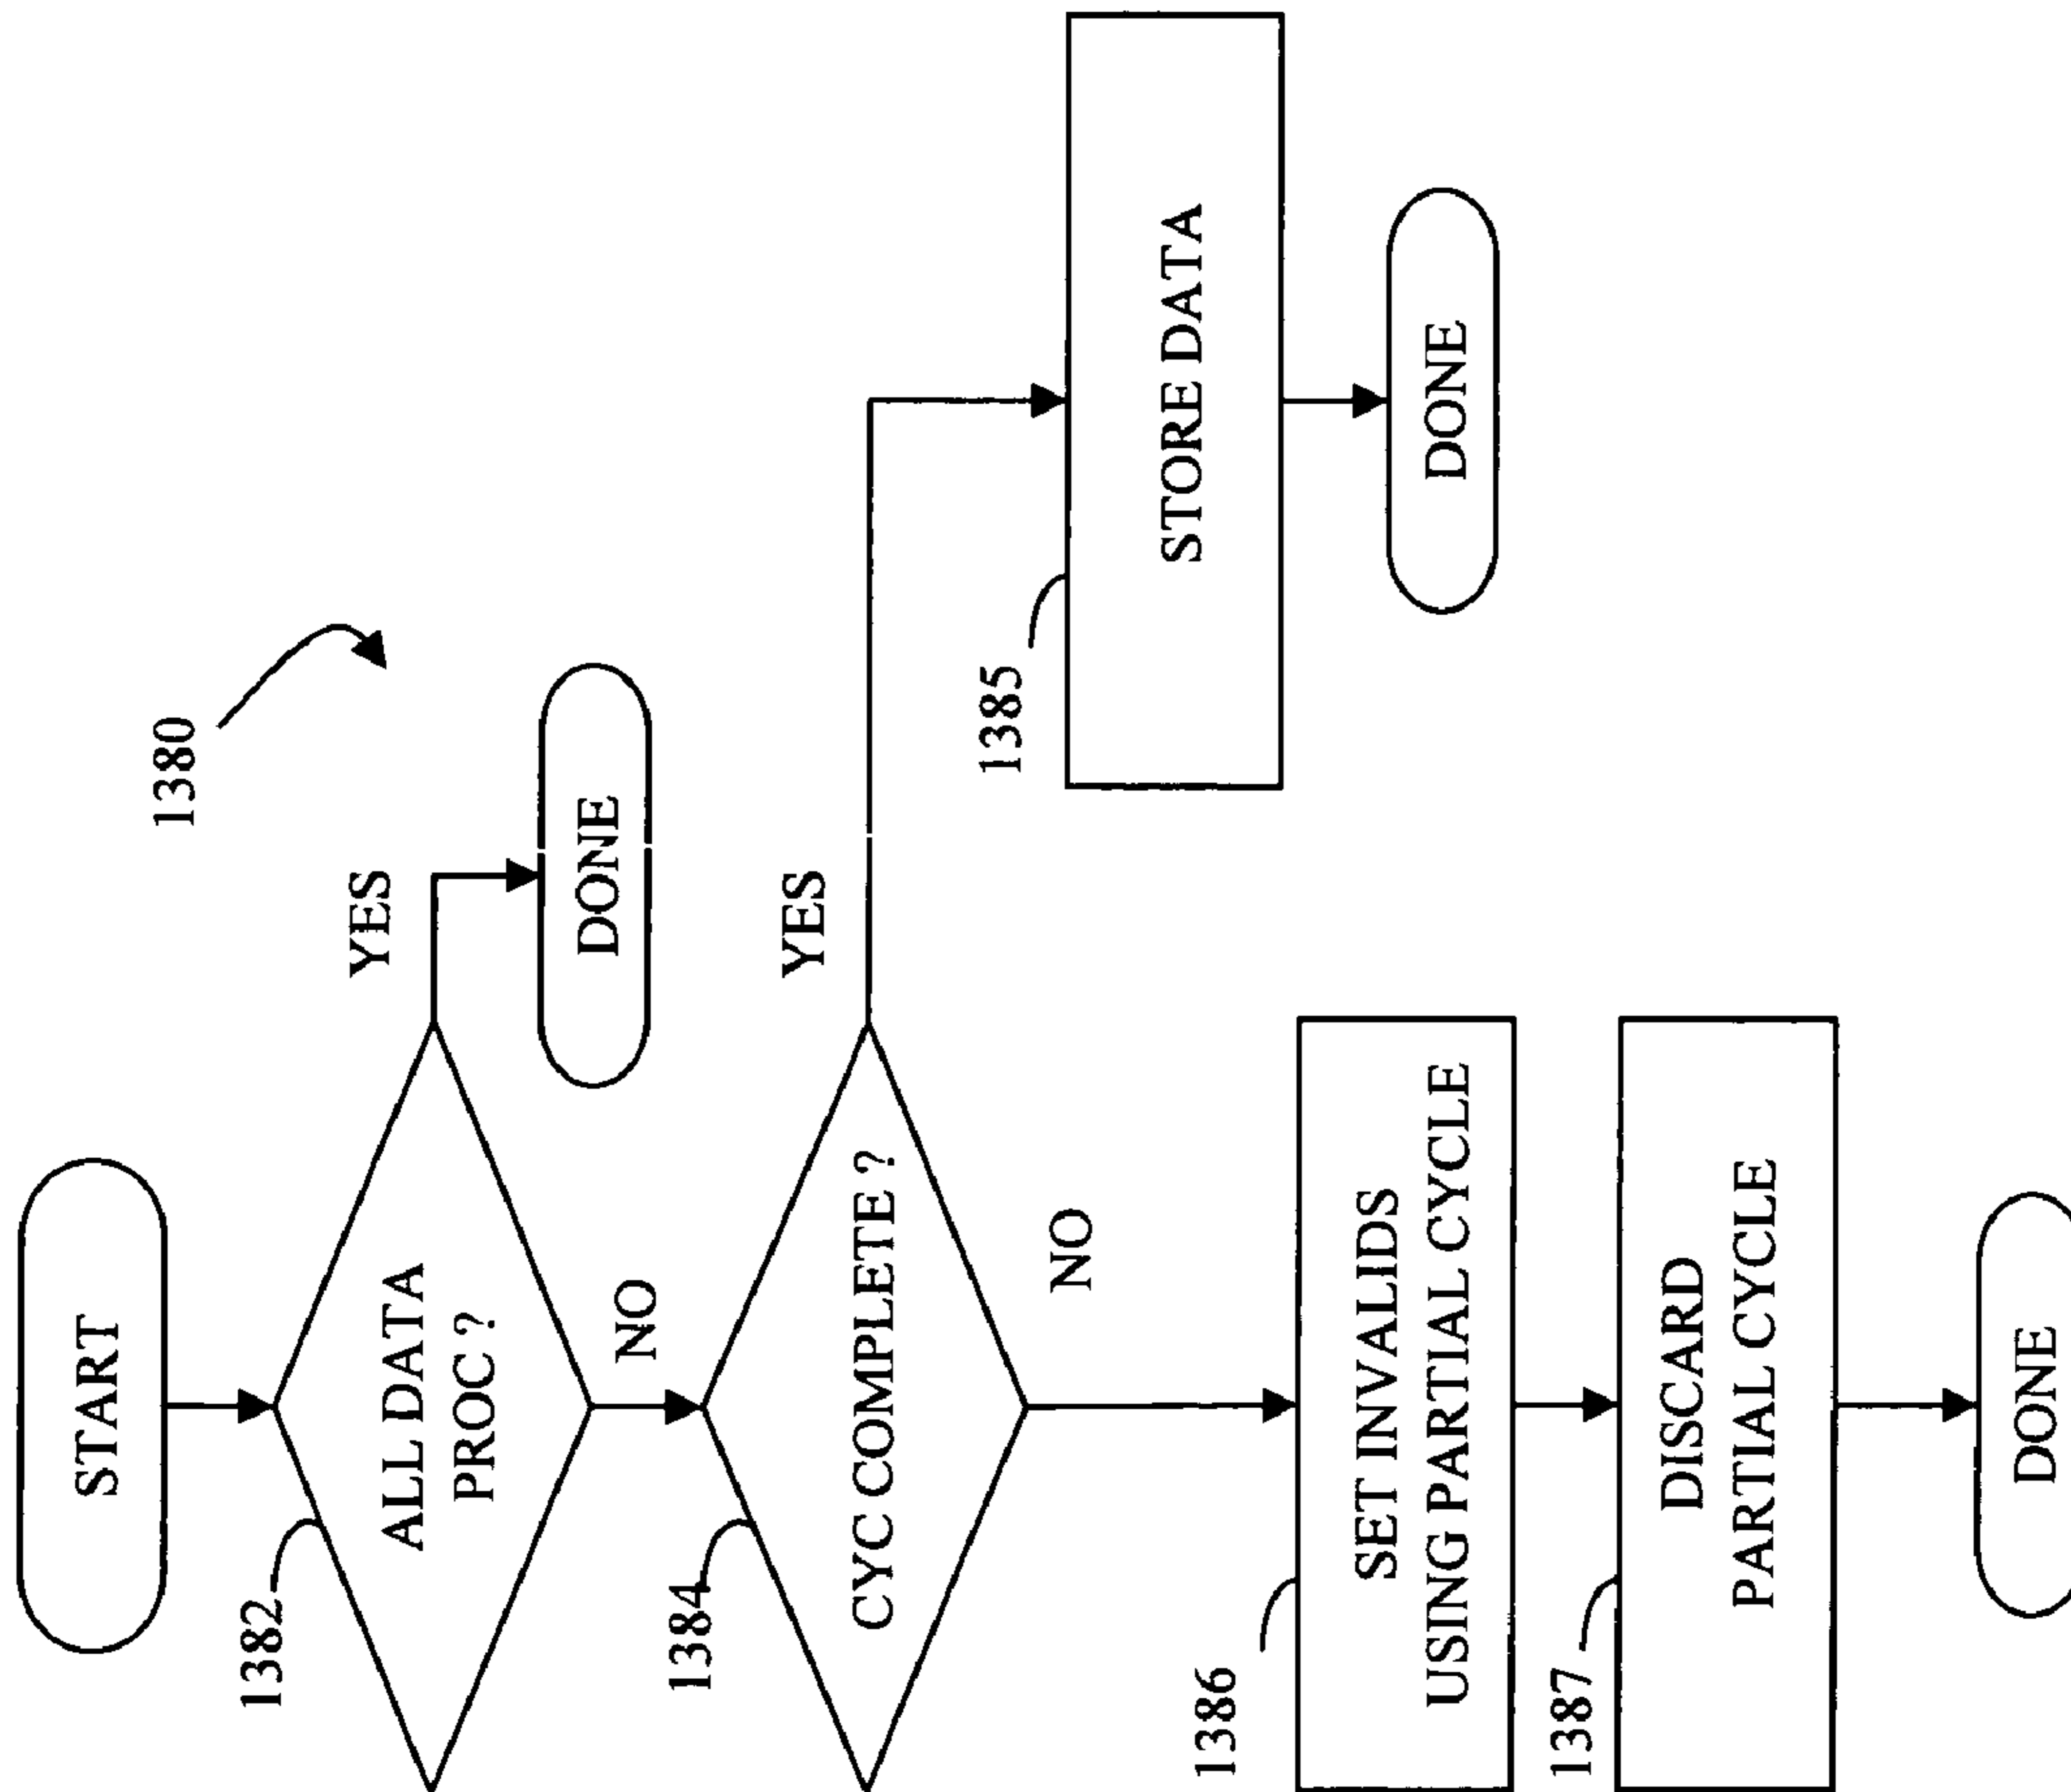 1380
START
1382
ALL DATA
PROC ?
YES
DONE
NO
1384
CYC COMPLETE ?
YES
1385
STORE DATA
DONE
NO
1386
SET INVALIDS
USING PARTIAL CYCLE
1387
DISCARD
PARTIAL CYCLE
DONE